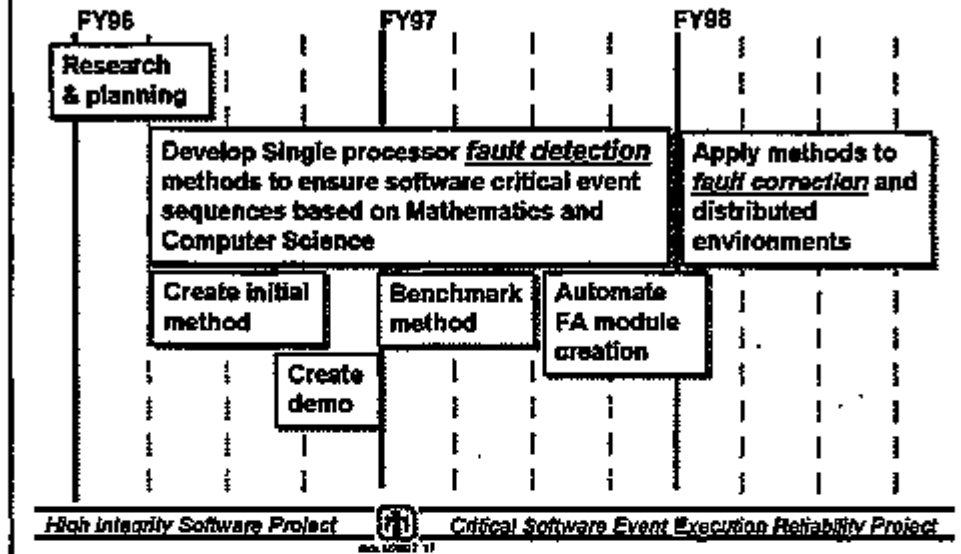 FY96 FY97 FY98
Research
& planning
Develop Single processor fault detection
methods to ensure software critical event
sequences based on Mathematics and
Computer Science
Apply methods to
fault correction and
distributed
environments
Create initial
method
Benchmark
method
Automate
FA module
creation
Create
demo
High Integrity Software Project
Critical Software Event Execution Reliability Project